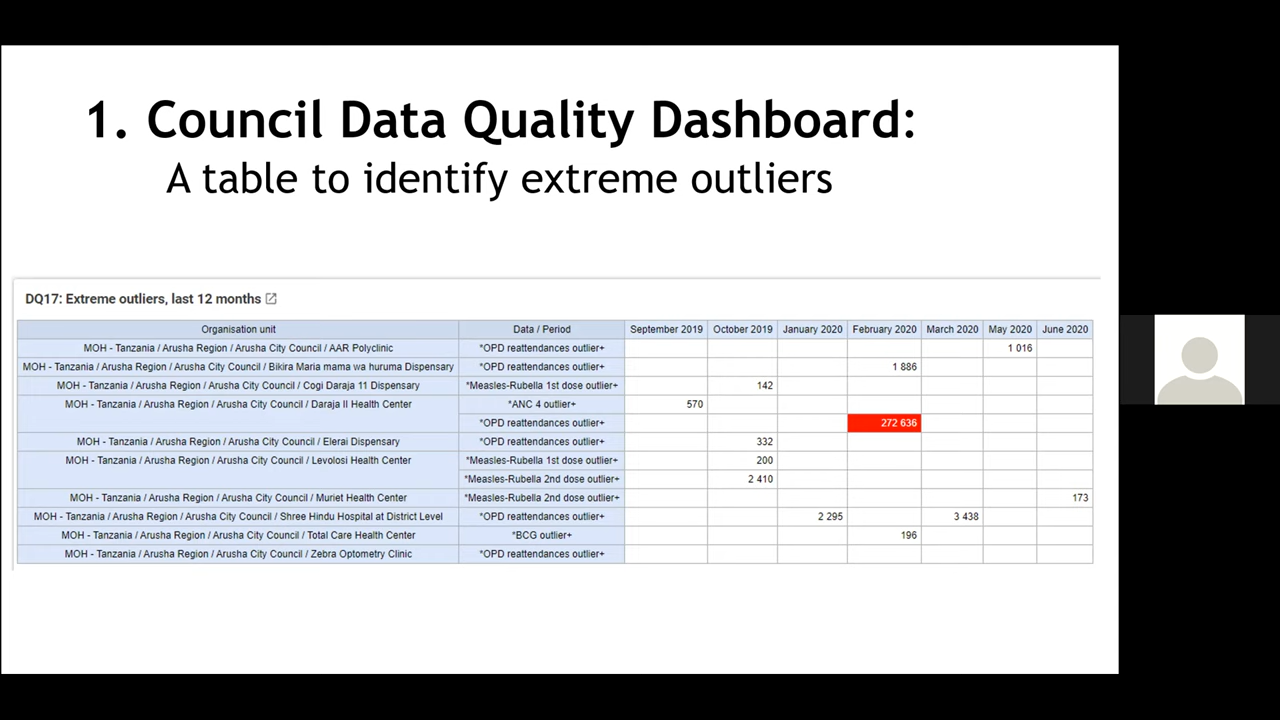 1. Council Data Quality Dashboard:
A table to identify extreme outliers
DQ17: Extreme outliers, last 12 months
Organisation unit Data / Period September 2019 October 2019 January 2020 February 2020 March 2020 May 2020 June 2020
MOH - Tanzania / Arusha Region / Arusha City Council / AAR Polyclinic *OPD reattendances outlier+ 1 016
MOH - Tanzania / Arusha Region / Arusha City Council / Bikira Maria mama wa huruma Dispensary *OPD reattendances outlier+ 1 886
MOH - Tanzania / Arusha Region / Arusha City Council / Cogi Daraja 11 Dispensary *Measles-Rubella 1st dose outlier+ 142
MOH - Tanzania / Arusha Region / Arusha City Council / Daraja II Health Center *ANC 4 outlier+ 570
*OPD reattendances outlier+ 272 636
MOH - Tanzania / Arusha Region / Arusha City Council / Elerai Dispensary *OPD reattendances outlier+ 332
MOH - Tanzania / Arusha Region / Arusha City Council / Levolosi Health Center *Measles-Rubella 1st dose outlier+ 200
*Measles-Rubella 2nd dose outlier+ 2 410
MOH - Tanzania / Arusha Region / Arusha City Council / Muriet Health Center *Measles-Rubella 2nd dose outlier+ 173
MOH - Tanzania / Arusha Region / Arusha City Council / Shree Hindu Hospital at District Level *OPD reattendances outlier+ 2 295 3 438
MOH - Tanzania / Arusha Region / Arusha City Council / Total Care Health Center *BCG outlier+ 196
MOH - Tanzania / Arusha Region / Arusha City Council / Zebra Optometry Clinic *OPD reattendances outlier+